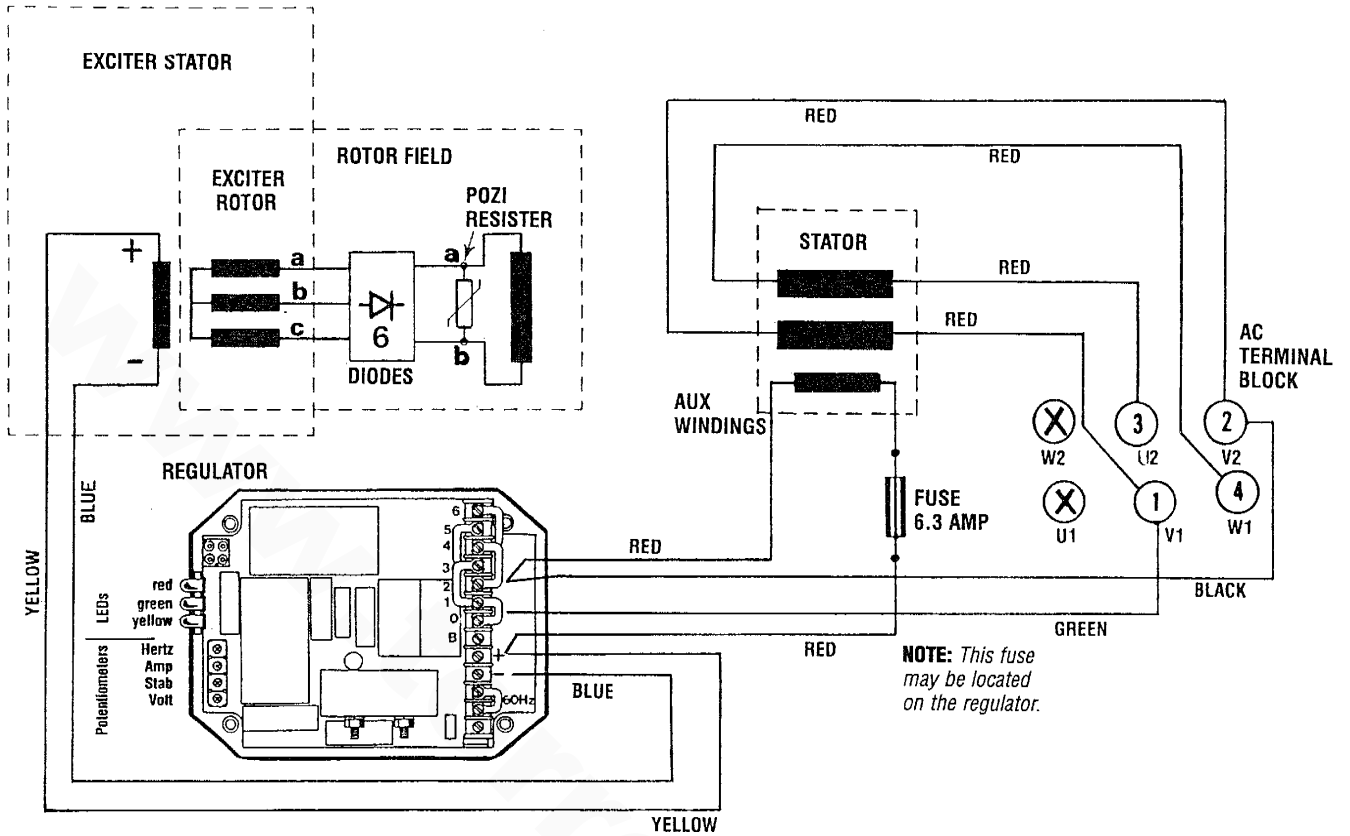 EXCITER STATOR
ROTOR FIELD
EXCITER
ROTOR
POZI
RESISTER
+
-
a
b
c
a
b
6
DIODES
RED
RED
STATOR
RED
RED
AUX
WINDINGS
AC
TERMINAL
BLOCK
W2
3
U2
2
V2
U1
1
V1
4
W1
FUSE
6.3 AMP
BLUE
YELLOW
REGULATOR
red
green
yellow
LEDs
Hertz
Amp
Stab
Volt
Potentiometers
6
5
4
3
2
1
0
B
+
-
60Hz
RED
BLACK
GREEN
RED
BLUE
NOTE: This fuse
may be located
on the regulator.
YELLOW